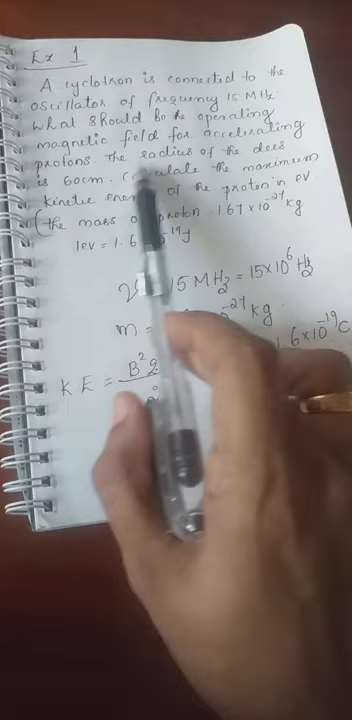 Ex 1
A cyclotron is connected to the
oscillator of frequency 15 MHz.
What should be the operating
magnetic field for accelerating
protons. The radius of the dees
is 60cm. Calculate the maximum
kinetic of the proton in eV.
(the mass of proton 1.67×10⁻²⁷ kg
1eV = 1.6 ⁻¹⁹J
15 MHz = 15×10⁶ Hz
m = ⁻²⁷ kg.
1.6×10⁻¹⁹ C
KE = B²